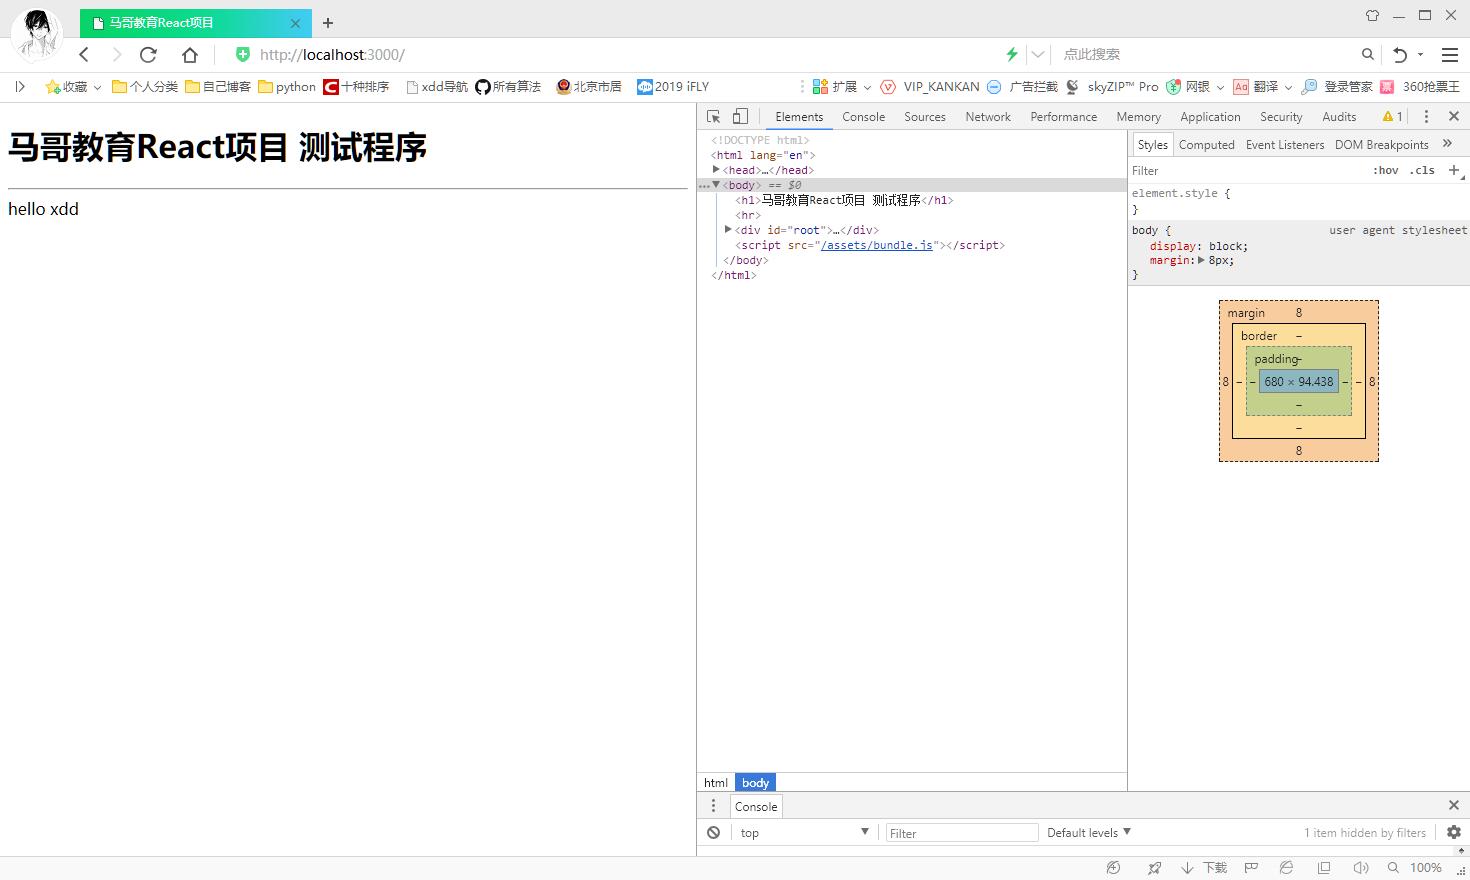 马哥教育React项目
http://localhost:3000/
点此搜索
收藏 个人分类 自己博客 python 十种排序 xdd导航 所有算法 北京市居 2019 iFLY 扩展 VIP_KANKAN 广告拦截 skyZIP™ Pro 网银 Aあ 翻译 登录管家 360抢票王
马哥教育React项目 测试程序
hello xdd
Elements Console Sources Network Performance Memory Application Security Audits 1
<!DOCTYPE html>
<html lang="en">
<head>…</head>
<body> == $0
<h1>马哥教育React项目 测试程序</h1>
<hr>
<div id="root">…</div>
<script src="/assets/bundle.js"></script>
</body>
</html>
html body
Styles Computed Event Listeners DOM Breakpoints »
Filter :hov .cls +
element.style {
}
body { user agent stylesheet
display: block;
margin: 8px;
}
margin 8
border –
padding –
8 – – 680 × 94.438 – – 8
–
–
8
Console
top Filter Default levels 1 item hidden by filters
下载 100%